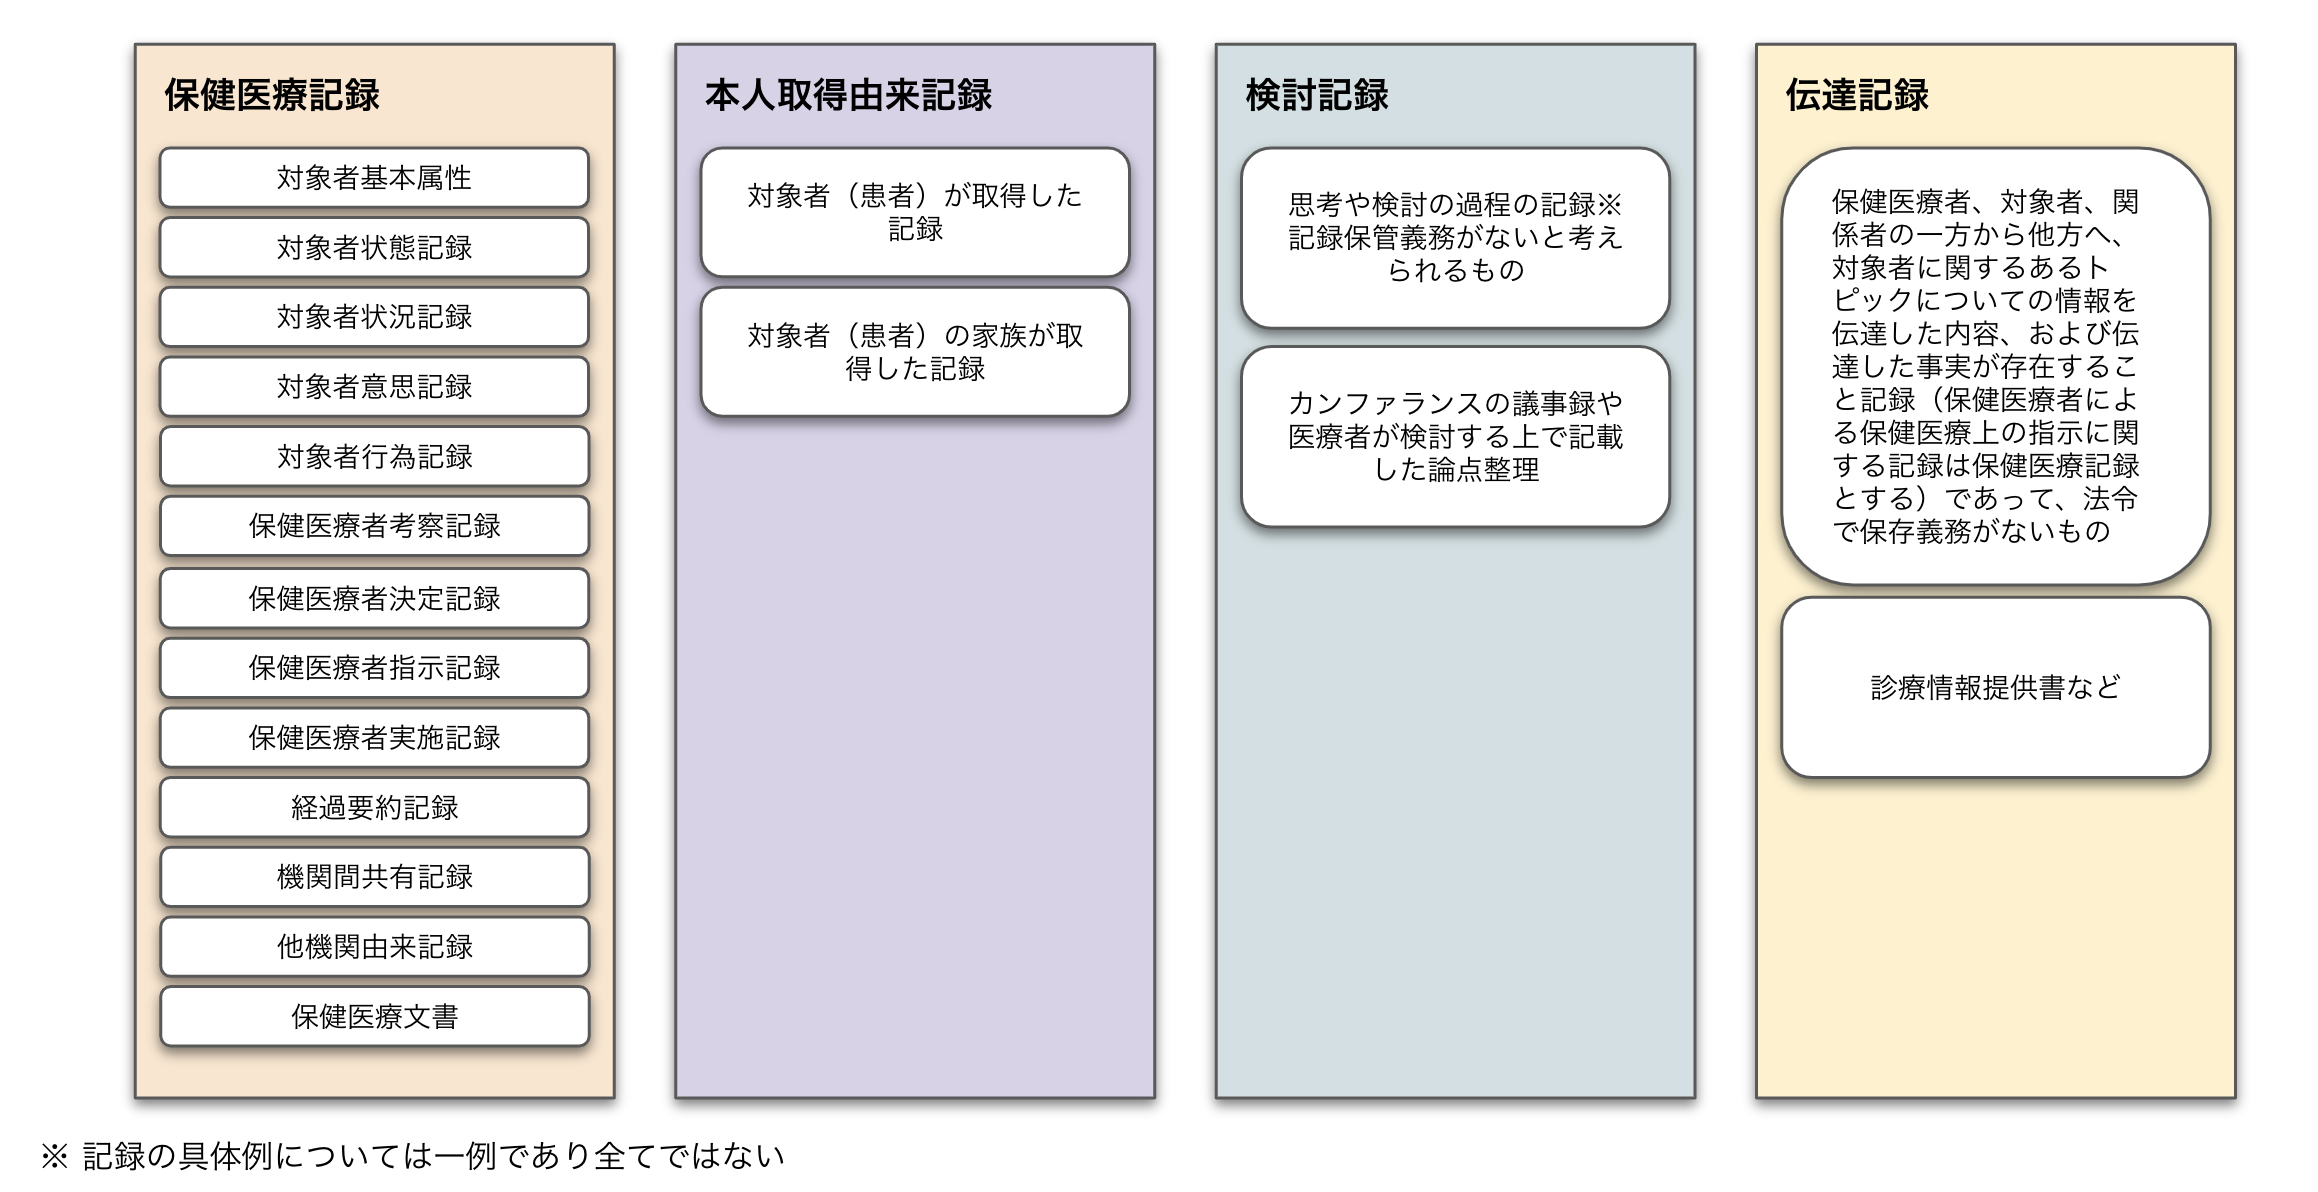 保健医療記録
対象者基本属性
対象者状態記録
対象者状況記録
対象者意思記録
対象者行為記録
保健医療者考察記録
保健医療者決定記録
保健医療者指示記録
保健医療者実施記録
経過要約記録
機関間共有記録
他機関由来記録
保健医療文書
本人取得由来記録
対象者（患者）が取得した
記録
対象者（患者）の家族が取
得した記録
検討記録
思考や検討の過程の記録※
記録保管義務がないと考え
られるもの
カンファランスの議事録や
医療者が検討する上で記載
した論点整理
伝達記録
保健医療者、対象者、関
係者の一方から他方へ、
対象者に関するあるト
ピックについての情報を
伝達した内容、および伝
達した事実が存在するこ
と記録（保健医療者によ
る保健医療上の指示に関
する記録は保健医療記録
とする）であって、法令
で保存義務がないもの
診療情報提供書など
※ 記録の具体例については一例であり全てではない